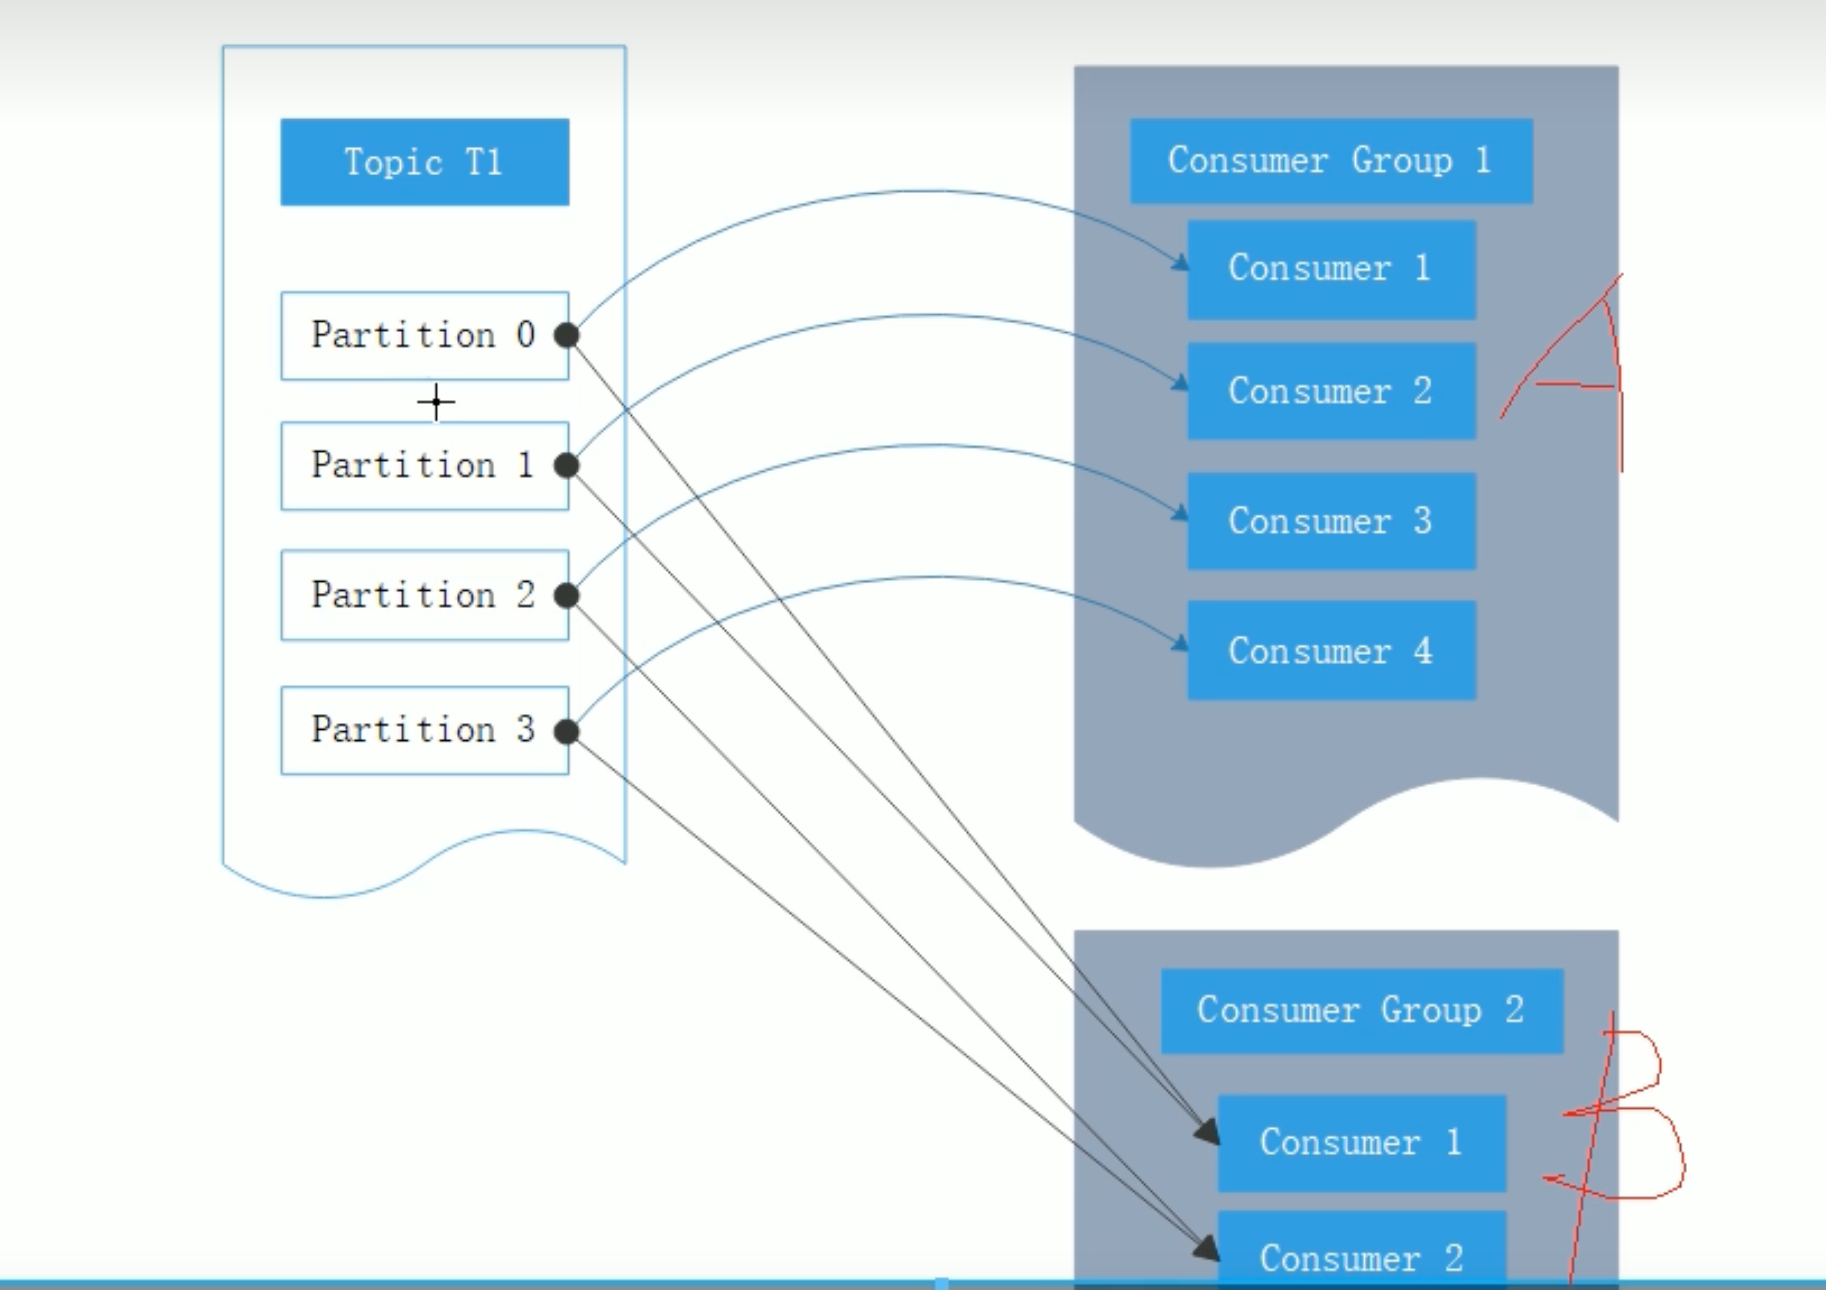 Topic T1
Partition 0
Partition 1
Partition 2
Partition 3
Consumer Group 1
Consumer 1
Consumer 2
Consumer 3
Consumer 4
A
Consumer Group 2
Consumer 1
Consumer 2
B